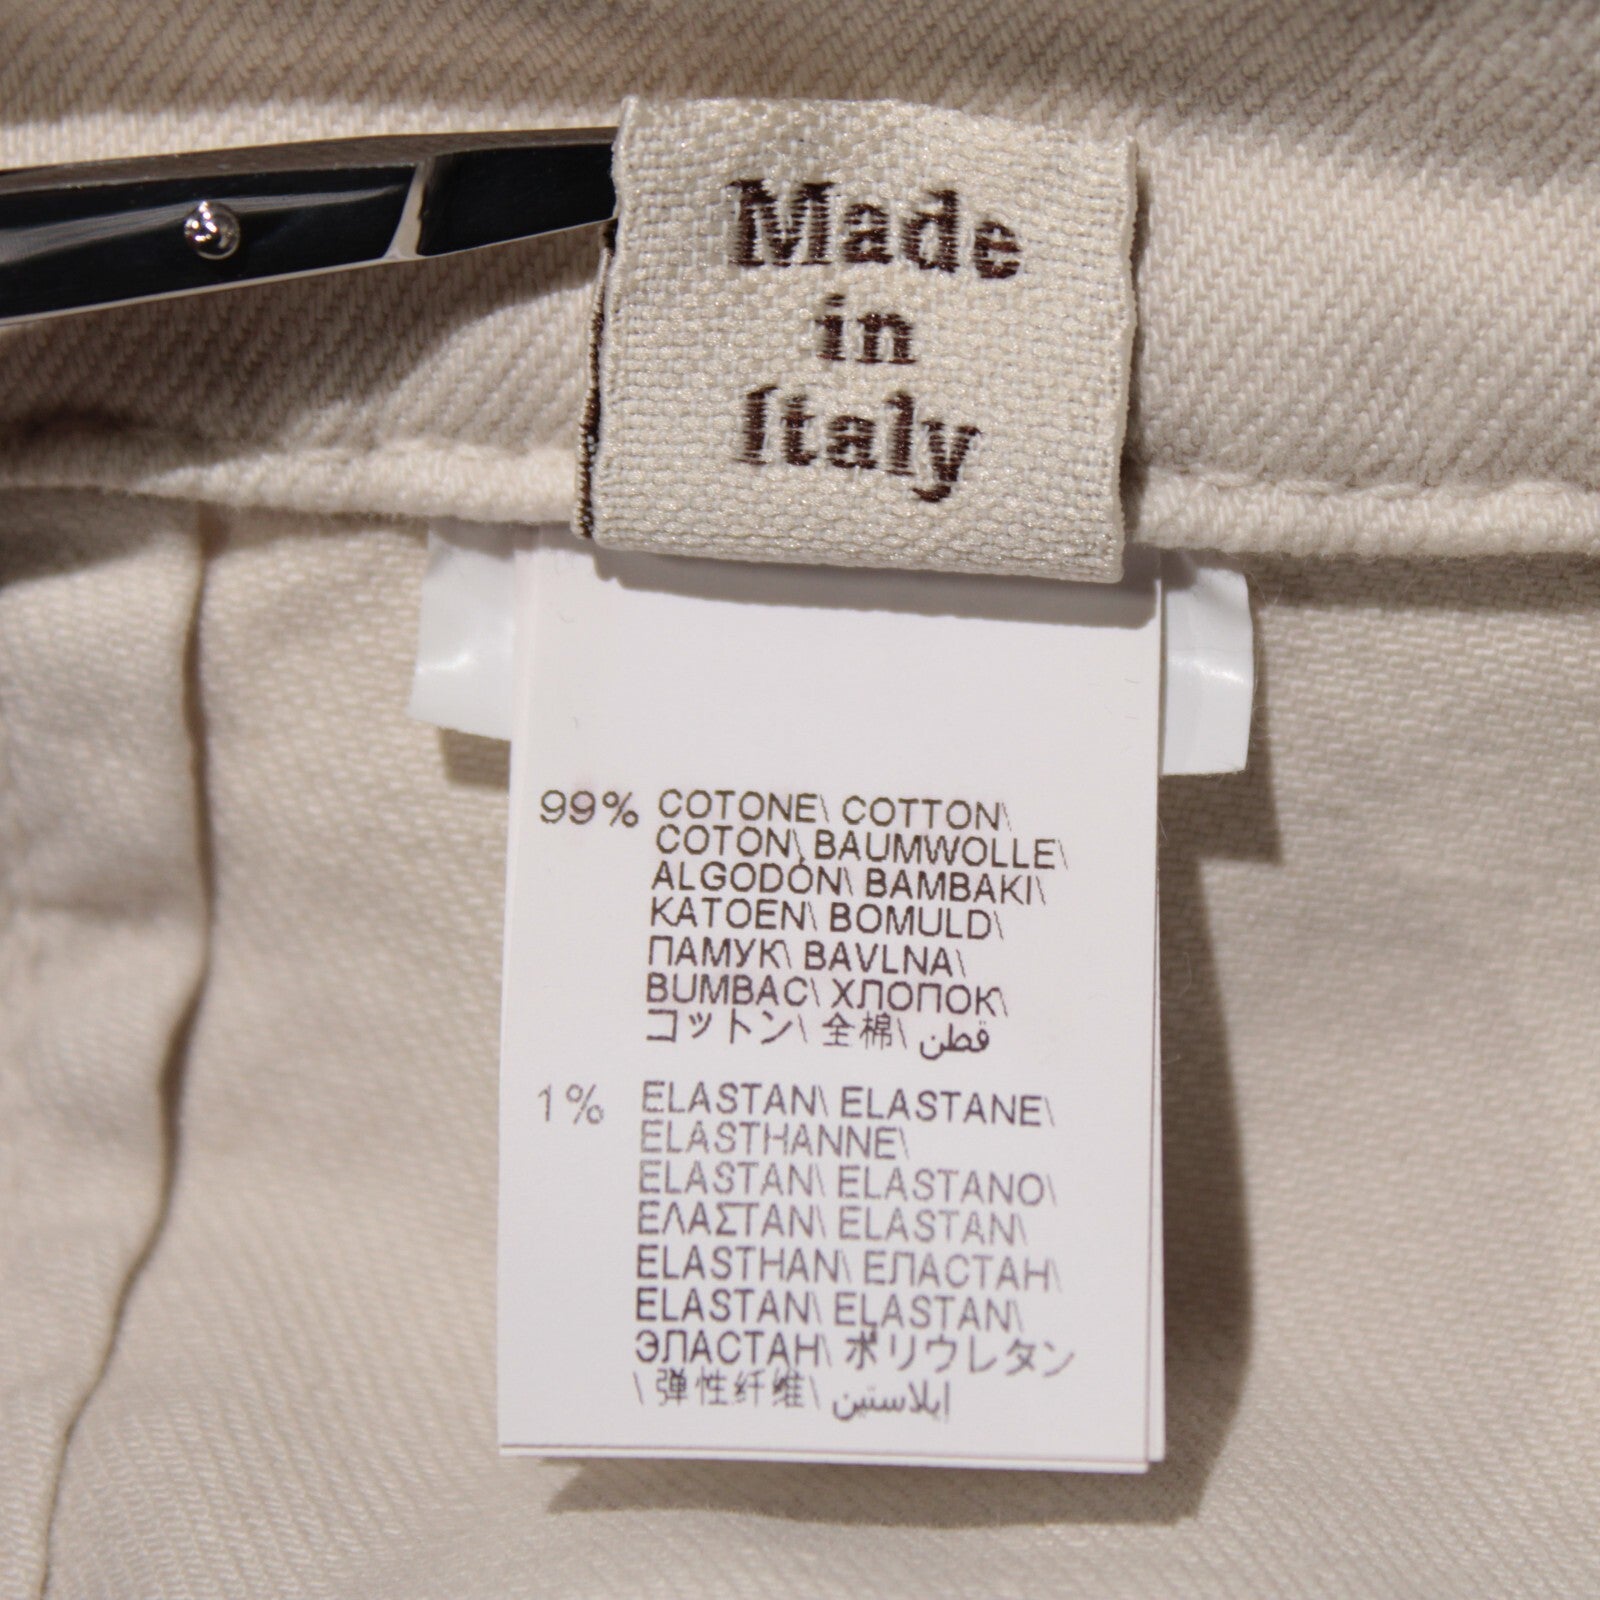 Made
in
Italy
99% COTONE\ COTTON\
COTON\ BAUMWOLLE\
ALGODÓN\ BAMBAKI\
KATOEN\ BOMULD\
ПАМУК\ BAVLNA\
BUMBAC\ ХЛОПОК\
コットン\ 全棉\ قطن
1% ELASTAN\ ELASTANE\
ELASTHANNE\
ELASTAN\ ELASTANO\
ΕΛΑΣΤΑΝ\ ELASTAN\
ELASTHAN\ ЕЛАСТАН\
ELASTAN\ ELASTAN\
ЭЛАСТАН\ ポリウレタン
\ 弹性纤维\ إيلاستين